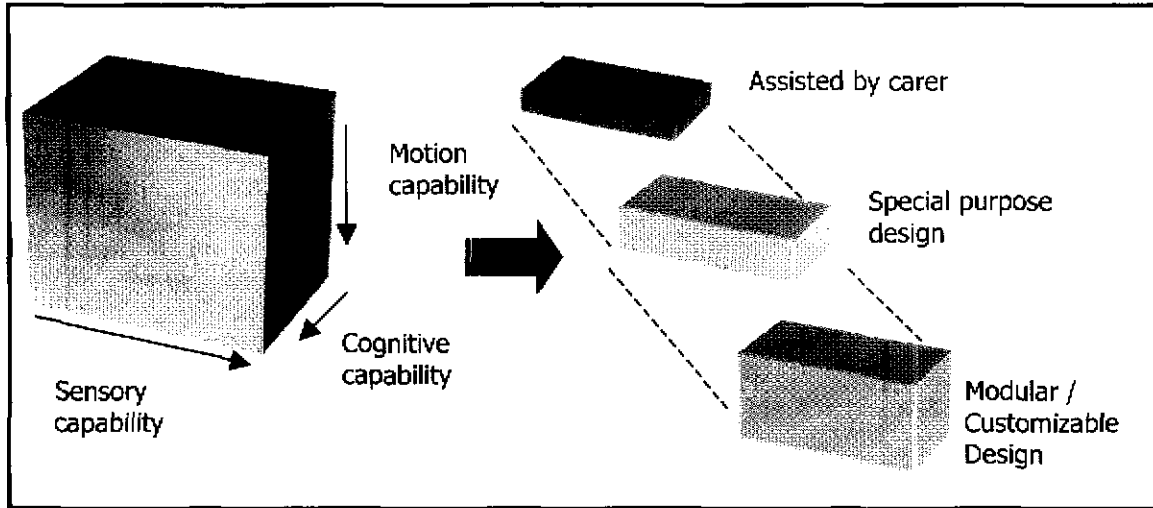 Motion
capability
Cognitive
capability
Sensory
capability
Assisted by carer
Special purpose
design
Modular /
Customizable
Design